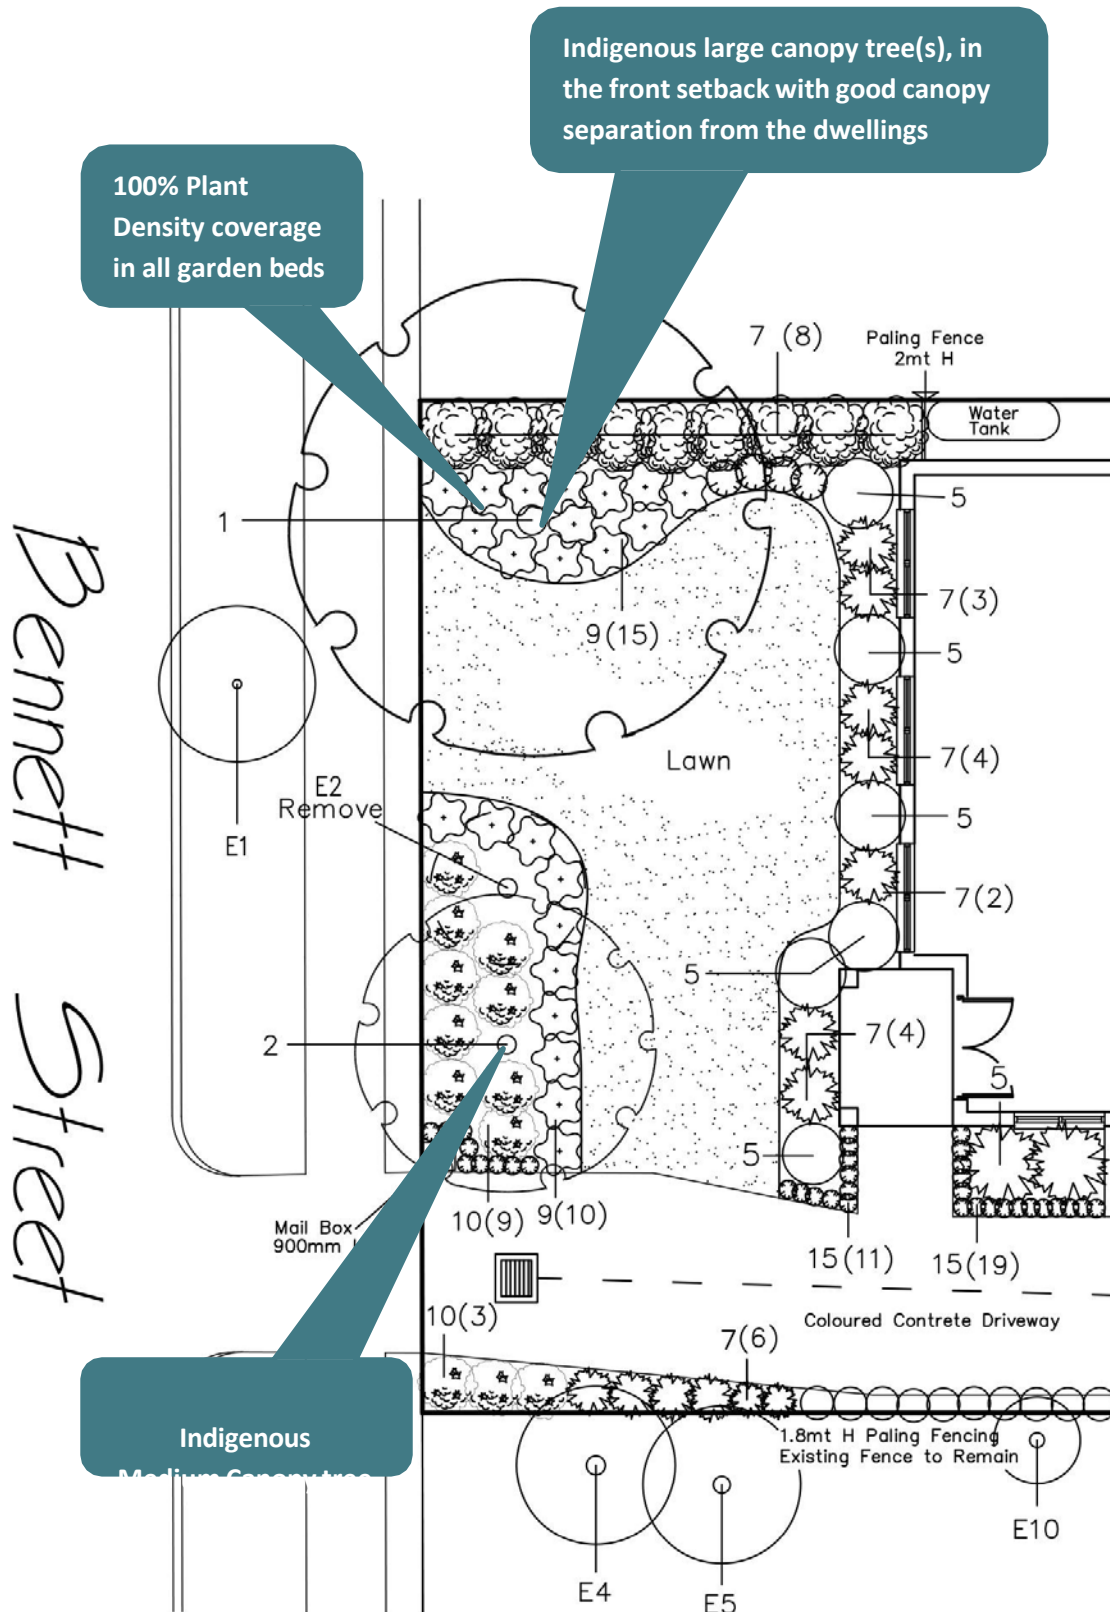 Indigenous large canopy tree(s), in
the front setback with good canopy
separation from the dwellings
100% Plant
Density coverage
in all garden beds
7 (8)
Paling Fence
2mt H
Water
Tank
1
5
9(15)
7(3)
5
Lawn
7(4)
E2
Remove
5
E1
7(2)
5
2
7(4)
5
5
Bennett Street
Mail Box
900mm
10(9)
9(10)
15(11)
15(19)
10(3)
7(6)
Coloured Concrete Driveway
Indigenous
Medium Canopy tree
1.8mt H Paling Fencing
Existing Fence to Remain
E10
E4
E5